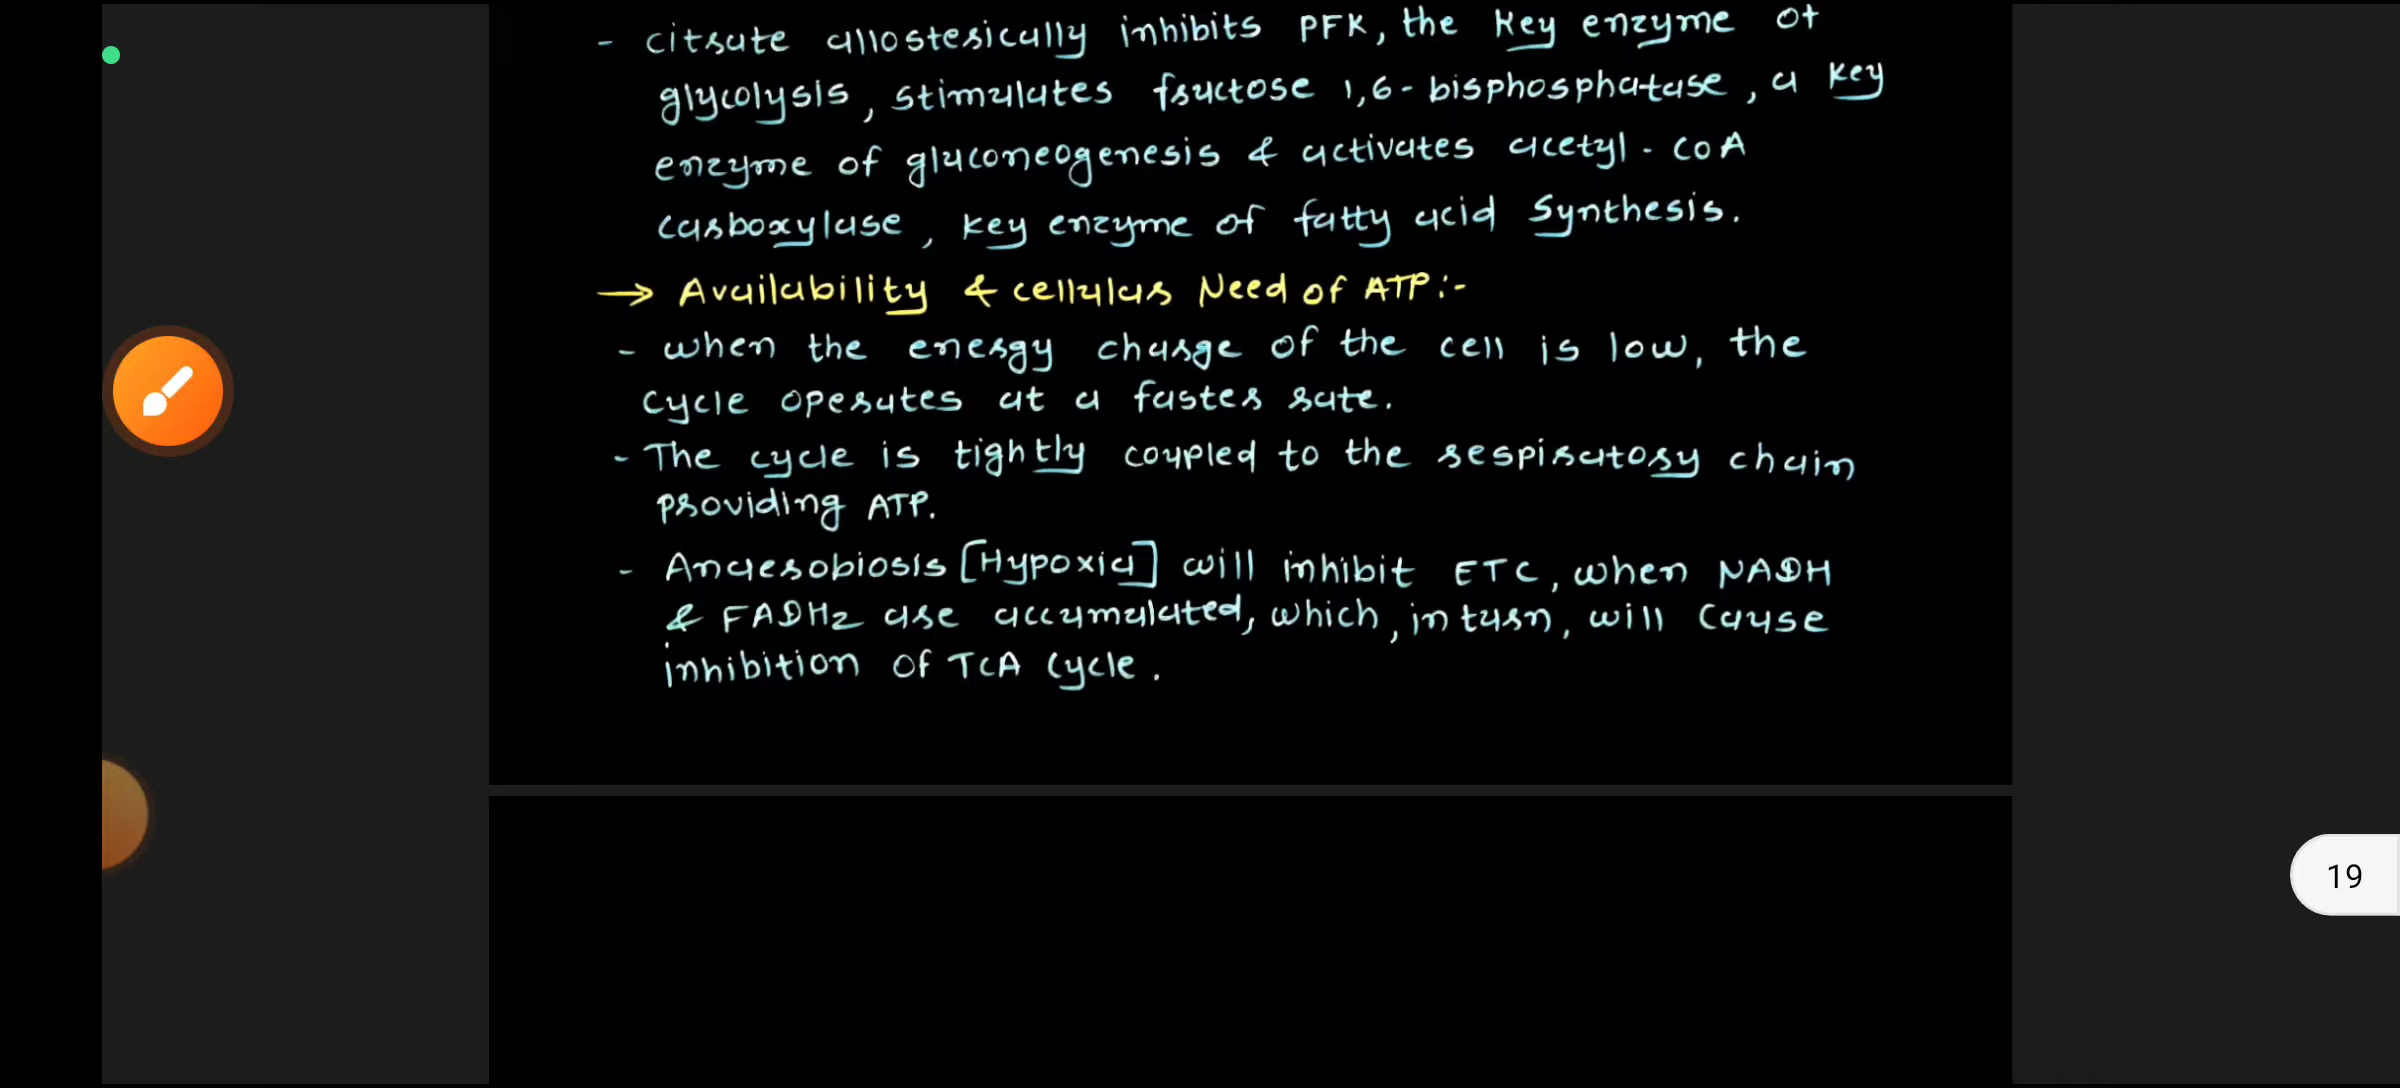 - citrate allosterically inhibits PFK, the key enzyme of
glycolysis, stimulates fructose 1,6-bisphosphatase, a key
enzyme of gluconeogenesis & activates acetyl-coA
carboxylase, key enzyme of fatty acid synthesis.
→ Availability & cellular Need of ATP:-
- when the energy charge of the cell is low, the
cycle operates at a faster rate.
- The cycle is tightly coupled to the respiratory chain
providing ATP.
- Anaerobiosis [Hypoxia] will inhibit ETC, when NADH
& FADH2 are accumulated, which, in turn, will cause
inhibition of TCA cycle.
19